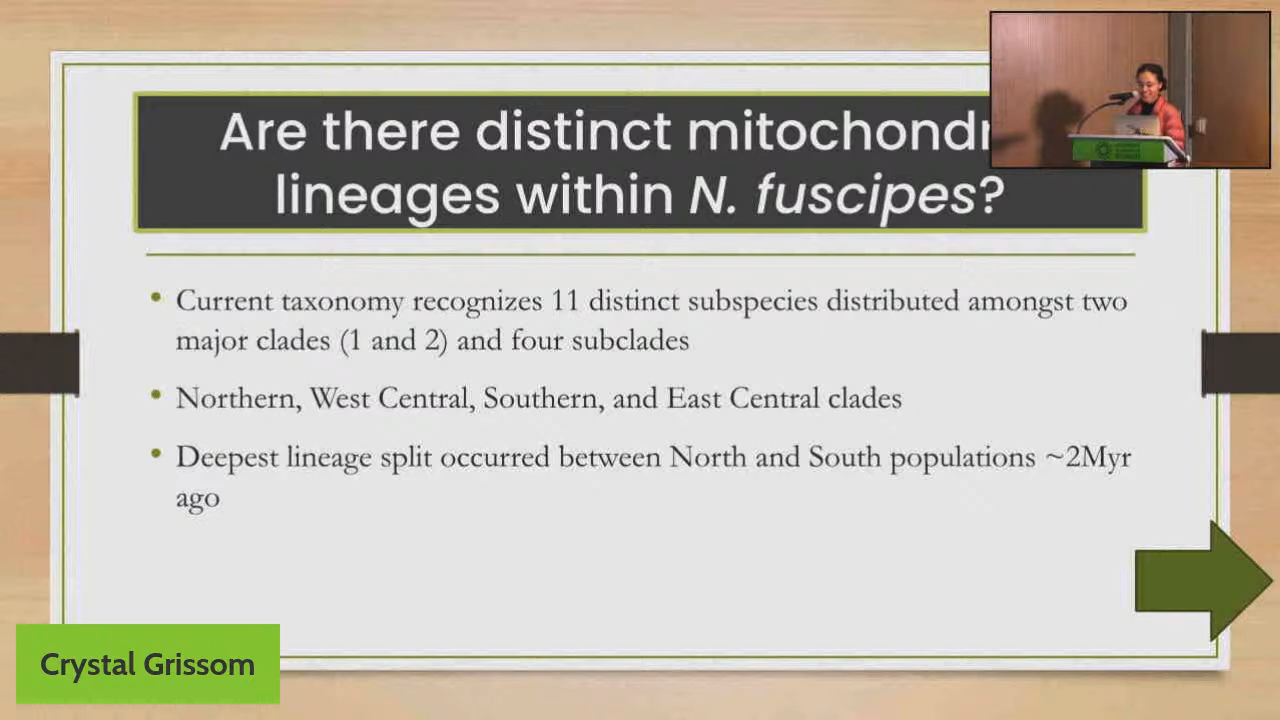 Are there distinct mitochondr
lineages within N. fuscipes?
• Current taxonomy recognizes 11 distinct subspecies distributed amongst two
major clades (1 and 2) and four subclades
• Northern, West Central, Southern, and East Central clades
• Deepest lineage split occurred between North and South populations ~2Myr
ago
Crystal Grissom